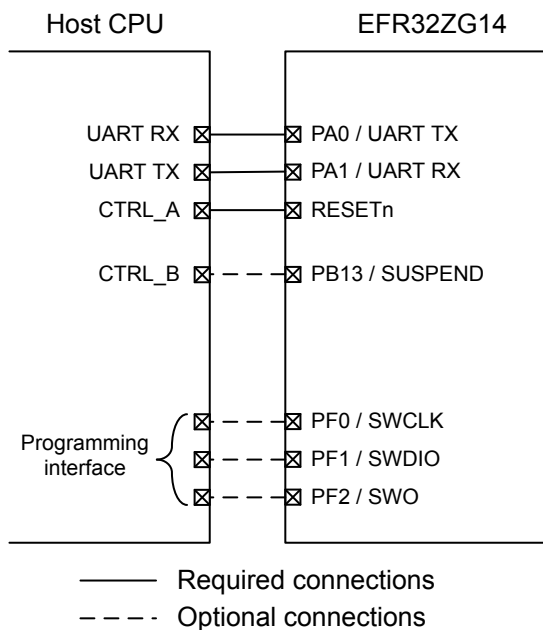 Host CPU EFR32ZG14
UART RX PA0 / UART TX
UART TX PA1 / UART RX
CTRL_A RESETn
CTRL_B PB13 / SUSPEND
PF0 / SWCLK
Programming
interface
PF1 / SWDIO
PF2 / SWO
Required connections
Optional connections